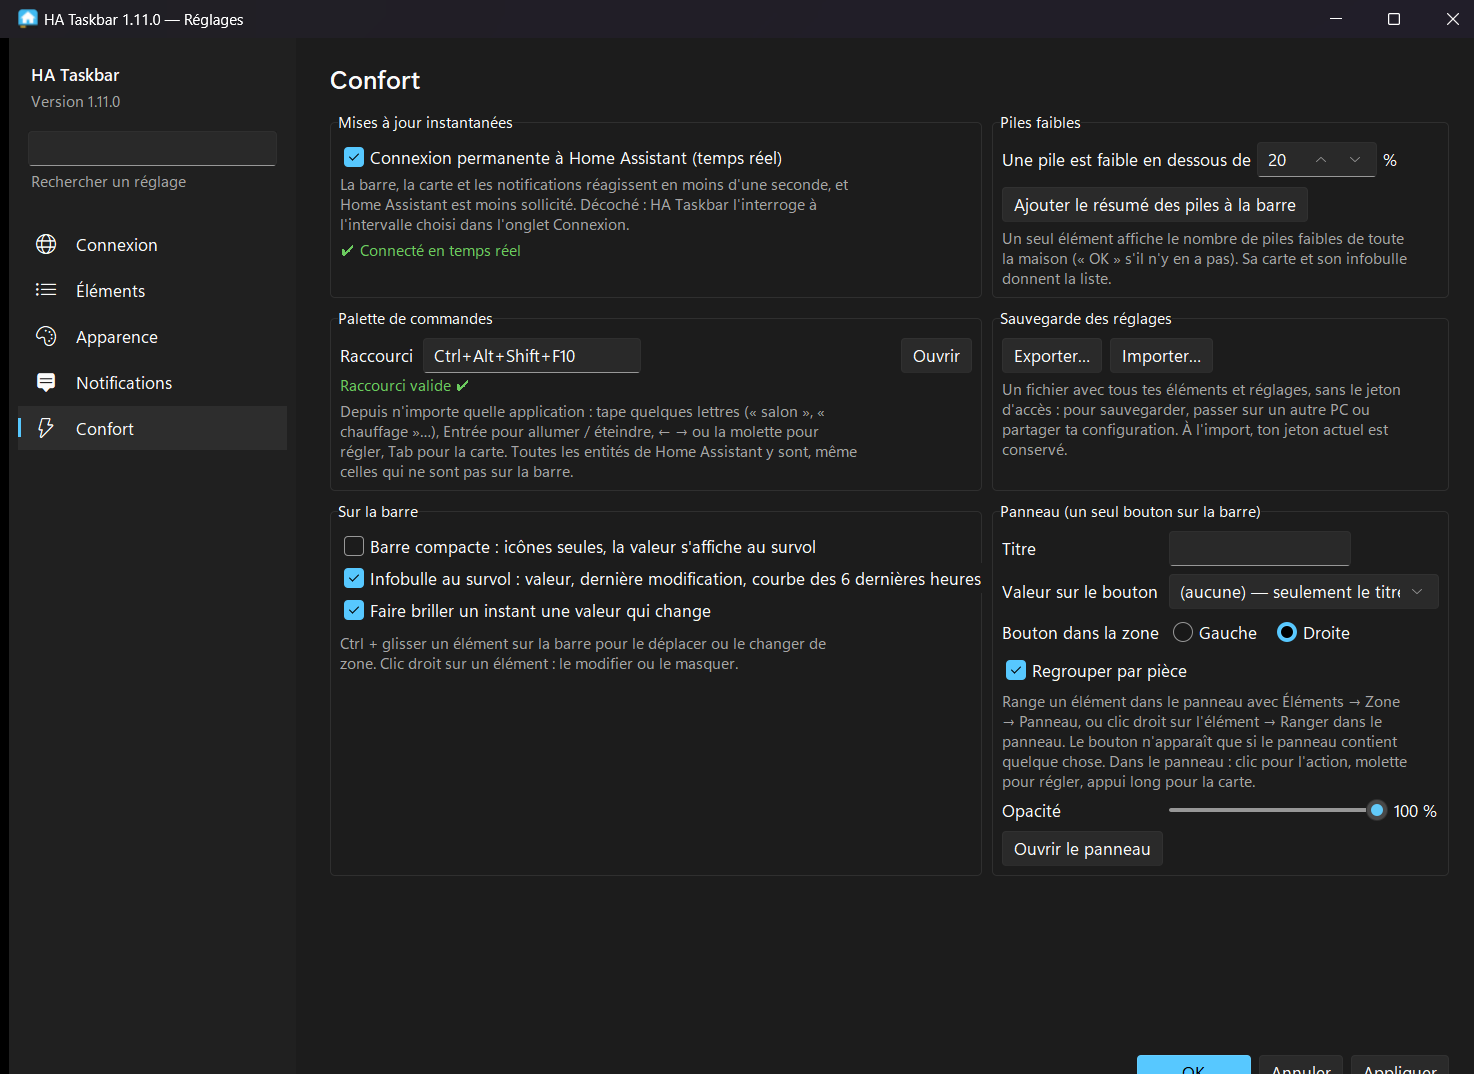 HA Taskbar 1.11.0 — Réglages
HA Taskbar
Version 1.11.0
Rechercher un réglage
Connexion
Éléments
Apparence
Notifications
Confort
Confort
Mises à jour instantanées
Connexion permanente à Home Assistant (temps réel)
La barre, la carte et les notifications réagissent en moins d'une seconde, et
Home Assistant est moins sollicité. Décoché : HA Taskbar l'interroge à
l'intervalle choisi dans l'onglet Connexion.
✔ Connecté en temps réel
Piles faibles
Une pile est faible en dessous de 20 %
Ajouter le résumé des piles à la barre
Un seul élément affiche le nombre de piles faibles de toute
la maison (« OK » s'il n'y en a pas). Sa carte et son infobulle
donnent la liste.
Palette de commandes
Raccourci Ctrl+Alt+Shift+F10 Ouvrir
Raccourci valide ✔
Depuis n'importe quelle application : tape quelques lettres (« salon », «
chauffage »...), Entrée pour allumer / éteindre, ← → ou la molette pour
régler, Tab pour la carte. Toutes les entités de Home Assistant y sont, même
celles qui ne sont pas sur la barre.
Sauvegarde des réglages
Exporter... Importer...
Un fichier avec tous tes éléments et réglages, sans le jeton
d'accès : pour sauvegarder, passer sur un autre PC ou
partager ta configuration. À l'import, ton jeton actuel est
conservé.
Sur la barre
Barre compacte : icônes seules, la valeur s'affiche au survol
Infobulle au survol : valeur, dernière modification, courbe des 6 dernières heures
Faire briller un instant une valeur qui change
Ctrl + glisser un élément sur la barre pour le déplacer ou le changer de
zone. Clic droit sur un élément : le modifier ou le masquer.
Panneau (un seul bouton sur la barre)
Titre
Valeur sur le bouton (aucune) — seulement le titre
Bouton dans la zone Gauche Droite
Regrouper par pièce
Range un élément dans le panneau avec Éléments → Zone
→ Panneau, ou clic droit sur l'élément → Ranger dans le
panneau. Le bouton n'apparaît que si le panneau contient
quelque chose. Dans le panneau : clic pour l'action, molette
pour régler, appui long pour la carte.
Opacité 100 %
Ouvrir le panneau
OK Annuler Appliquer